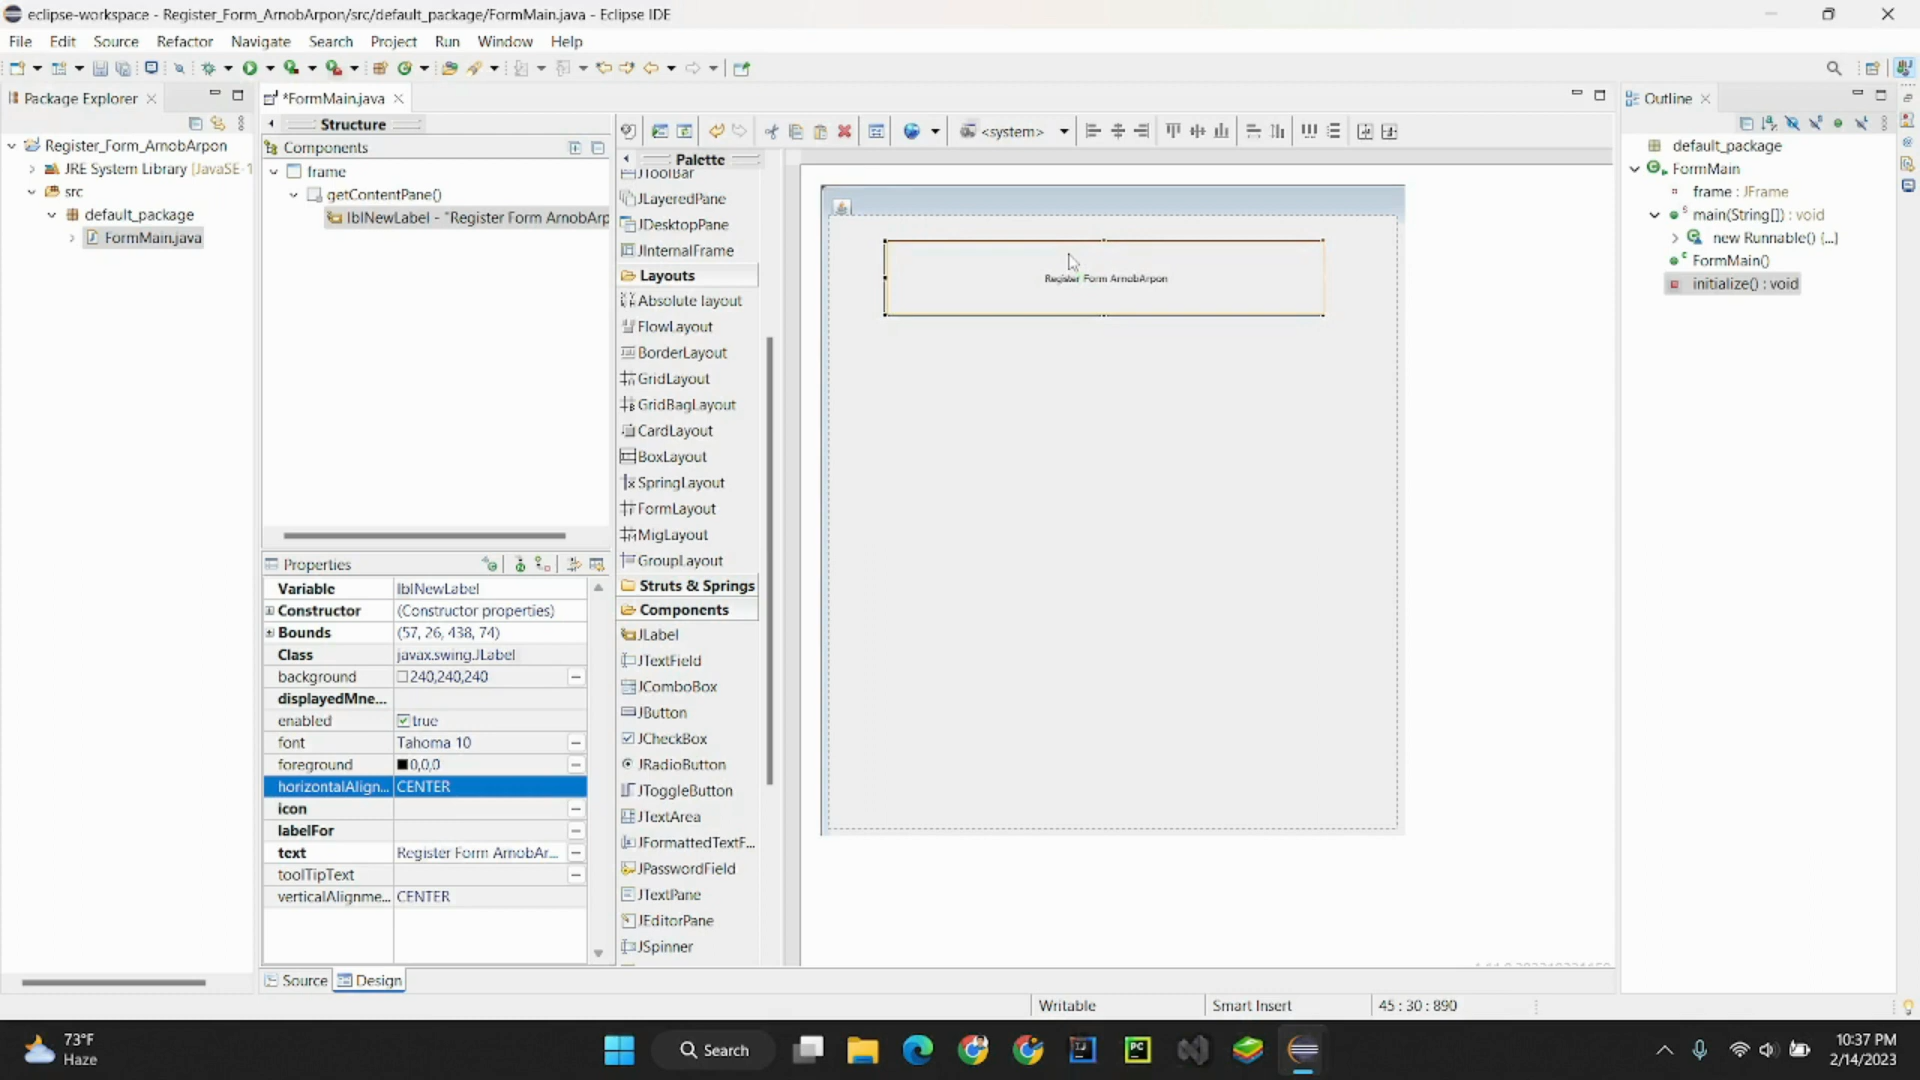 eclipse-workspace - Register_Form_ArnobArpon/src/default_package/FormMain.java - Eclipse IDE
File Edit Source Refactor Navigate Search Project Run Window Help
Package Explorer
Register_Form_ArnobArpon
JRE System Library [JavaSE-1
src
default_package
FormMain.java
*FormMain.java
Structure
Components
frame
getContentPane()
lblNewLabel - "Register Form ArnobArp
Properties
Variable lblNewLabel
Constructor (Constructor properties)
Bounds (57, 26, 438, 74)
Class javax.swing.JLabel
background 240,240,240
displayedMne...
enabled true
font Tahoma 10
foreground 0,0,0
horizontalAlign... CENTER
icon
labelFor
text Register Form ArnobAr...
toolTipText
verticalAlignme... CENTER
Source Design
<system>
Palette
JToolBar
JLayeredPane
JDesktopPane
JInternalFrame
Layouts
Absolute layout
FlowLayout
BorderLayout
GridLayout
GridBagLayout
CardLayout
BoxLayout
SpringLayout
FormLayout
MigLayout
GroupLayout
Struts & Springs
Components
JLabel
JTextField
JComboBox
JButton
JCheckBox
JRadioButton
JToggleButton
JTextArea
JFormattedTextF...
JPasswordField
JTextPane
JEditorPane
JSpinner
Register Form ArnobArpon
Outline
default_package
FormMain
frame : JFrame
main(String[]) : void
new Runnable() {...}
FormMain()
initialize() : void
Writable Smart Insert 45 : 30 : 890
73°F
Haze
Search
10:37 PM
2/14/2023